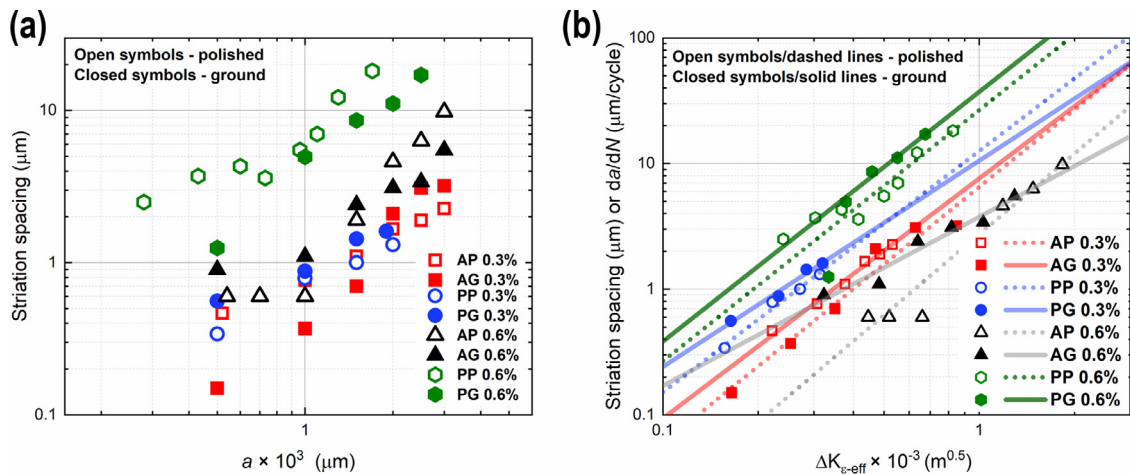 (a)
Open symbols - polished
Closed symbols - ground
10
1
0.1
Striation spacing (μm)
1
a × 10³ (μm)
AP 0.3%
AG 0.3%
PP 0.3%
PG 0.3%
AP 0.6%
AG 0.6%
PP 0.6%
PG 0.6%
(b)
Open symbols/dashed lines - polished
Closed symbols/solid lines - ground
100
10
1
0.1
Striation spacing (μm) or da/dN (μm/cycle)
0.1 1
ΔKε-eff × 10⁻³ (m⁰·⁵)
AP 0.3%
AG 0.3%
PP 0.3%
PG 0.3%
AP 0.6%
AG 0.6%
PP 0.6%
PG 0.6%